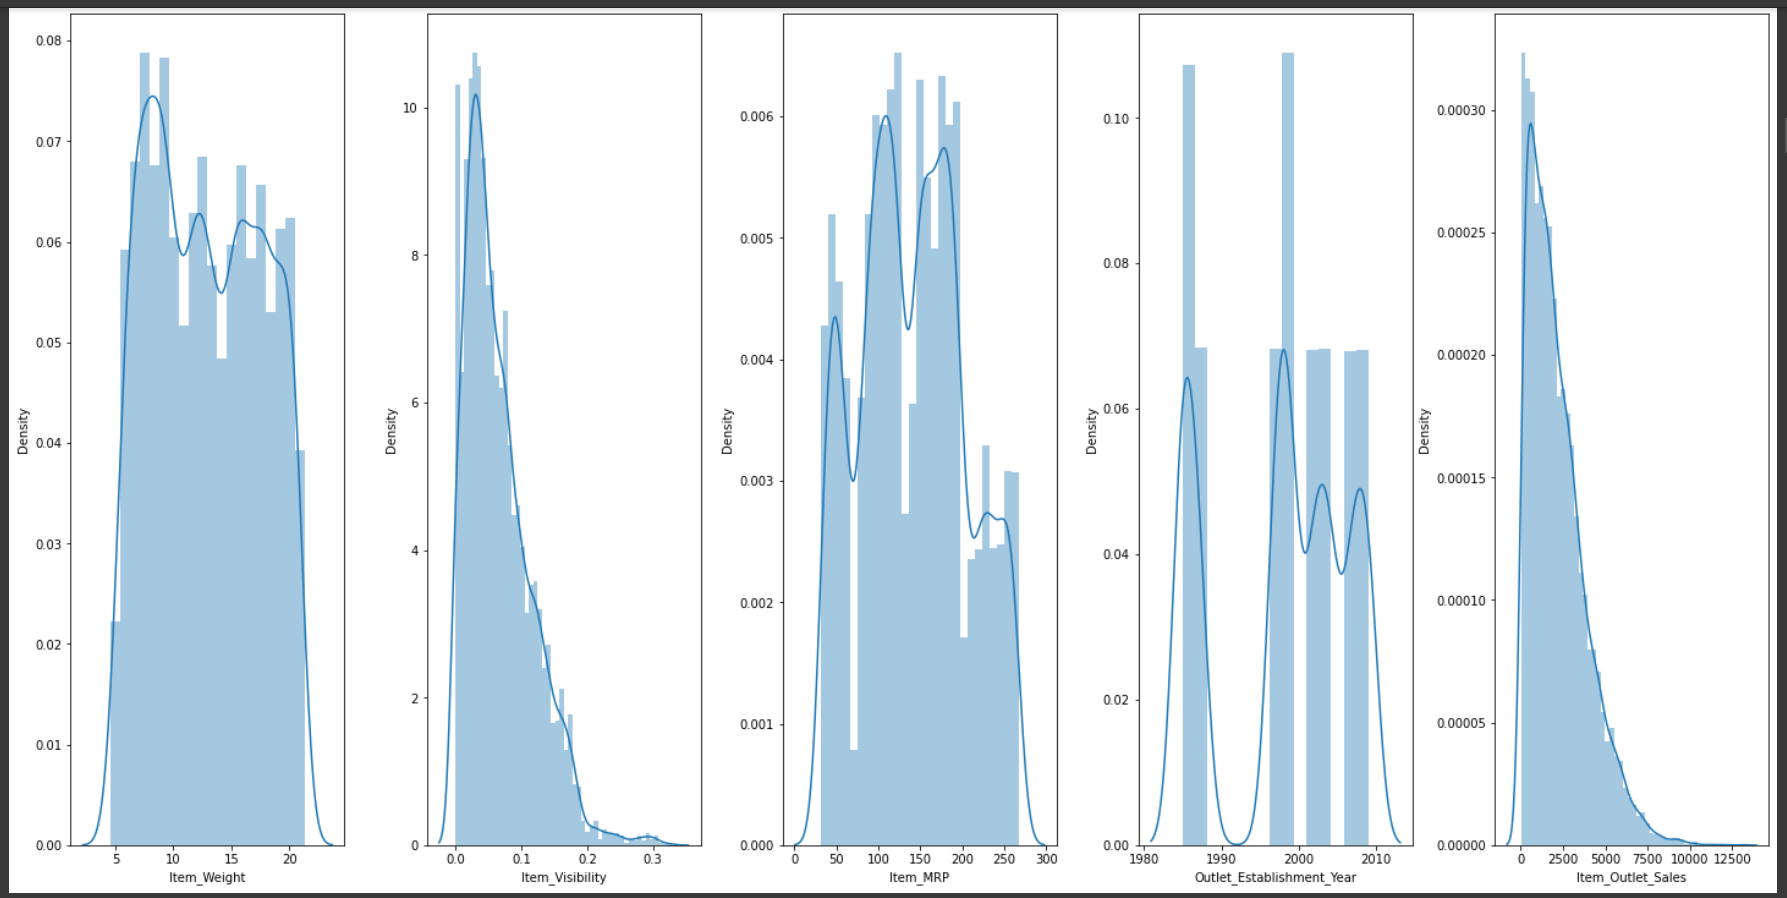 Density
0.08
0.07
0.06
0.05
0.04
0.03
0.02
0.01
0.00
5 10 15 20
Item_Weight
Density
10
8
6
4
2
0
0.0 0.1 0.2 0.3
Item_Visibility
Density
0.006
0.005
0.004
0.003
0.002
0.001
0.000
0 50 100 150 200 250 300
Item_MRP
Density
0.10
0.08
0.06
0.04
0.02
0.00
1980 1990 2000 2010
Outlet_Establishment_Year
Density
0.00030
0.00025
0.00020
0.00015
0.00010
0.00005
0.00000
0 2500 5000 7500 10000 12500
Item_Outlet_Sales